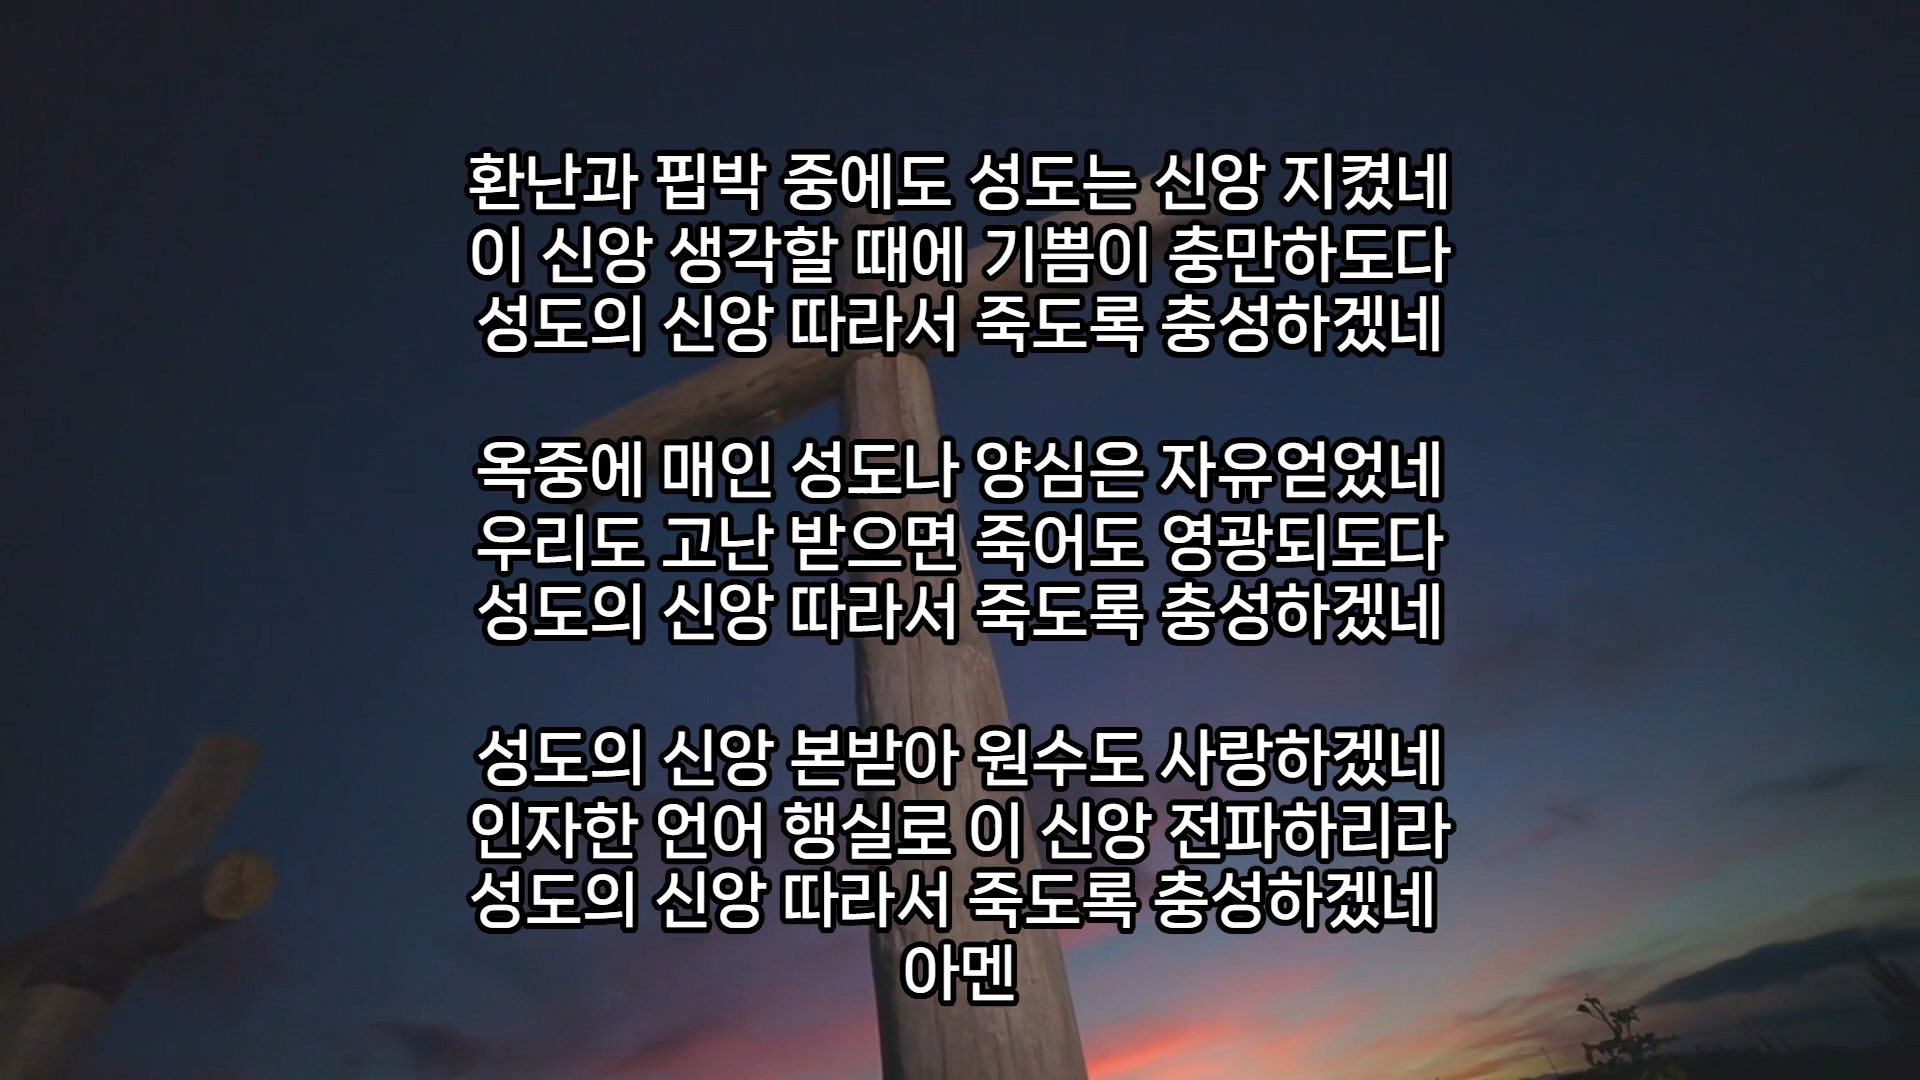 환난과 핍박 중에도 성도는 신앙 지켰네
이 신앙 생각할 때에 기쁨이 충만하도다
성도의 신앙 따라서 죽도록 충성하겠네
옥중에 매인 성도나 양심은 자유얻었네
우리도 고난 받으면 죽어도 영광되도다
성도의 신앙 따라서 죽도록 충성하겠네
성도의 신앙 본받아 원수도 사랑하겠네
인자한 언어 행실로 이 신앙 전파하리라
성도의 신앙 따라서 죽도록 충성하겠네
아멘